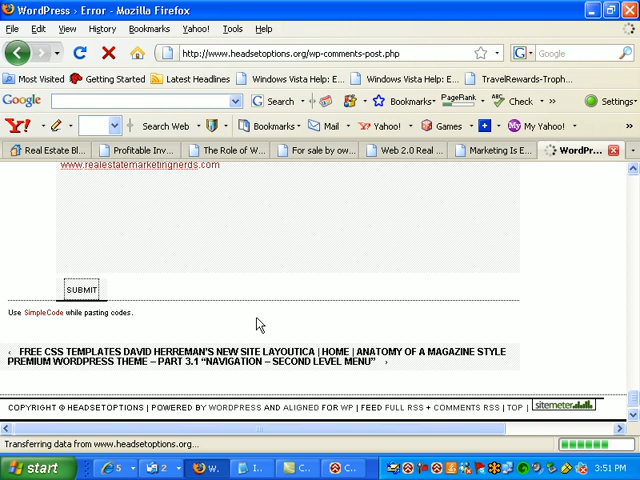 WordPress › Error - Mozilla Firefox
File Edit View History Bookmarks Yahoo! Tools Help
http://www.headsetoptions.org/wp-comments-post.php Google
Most Visited Getting Started Latest Headlines Windows Vista: Help: E... Windows Vista: Help: E... TravelRewards-Troph...
Google Search Bookmarks PageRank Check » Settings
Y! Search Web Bookmarks Mail Yahoo! Games My Yahoo! »
Real Estate Bl... Profitable Inv... The Role of W... For sale by ow... Web 2.0 Real ... Marketing Is E... WordPr...
www.realestatemarketingnerds.com
SUBMIT
Use SimpleCode while pasting codes.
‹ FREE CSS TEMPLATES DAVID HERREMAN'S NEW SITE LAYOUTICA | HOME | ANATOMY OF A MAGAZINE STYLE
PREMIUM WORDPRESS THEME – PART 3.1 “NAVIGATION – SECOND LEVEL MENU” ›
COPYRIGHT © HEADSETOPTIONS | POWERED BY WORDPRESS AND ALIGNED FOR WP | FEED FULL RSS + COMMENTS RSS | TOP | sitemeter
Transferring data from www.headsetoptions.org...
start 5 2 W. I... C... C... 3:51 PM